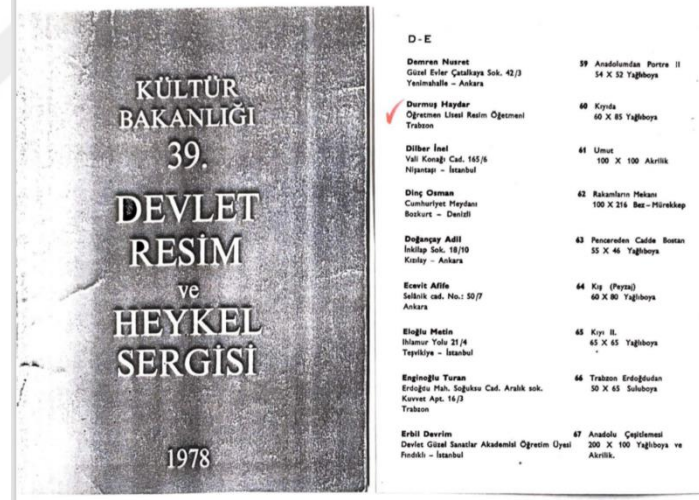 KÜLTÜR
BAKANLIĞI
39.
DEVLET
RESİM
ve
HEYKEL
SERGİSİ
1978
D-E
Demren Nusret
Güzel Evler Çatalkaya Sok. 42/3
Yenimahalle - Ankara
59 Anadolumdan Portre II
54 X 52 Yağlıboya
Durmuş Haydar
Öğretmen Lisesi Resim Öğetmeni
Trabzon
60 Kıyıda
60 X 85 Yağlıboya
Dilber İnel
Vali Konağı Cad. 165/6
Nişantaşı - İstanbul
61 Umut
100 X 100 Akrilik
Dinç Osman
Cumhuriyet Meydanı
Bozkurt - Denizli
62 Rakamların Mekanı
100 X 216 Bez-Mürekkep
Doğançay Adil
İnkilap Sok. 18/10
Kızılay - Ankara
63 Pencereden Cadde Bostan
55 X 46 Yağlıboya
Ecevit Afife
Selânik cad. No.: 50/7
Ankara
64 Kış (Peyzaj)
60 X 80 Yağlıboya
Eloğlu Metin
Ihlamur Yolu 21/4
Teşvikiye - İstanbul
65 Kıyı II.
65 X 65 Yağlıboya
Enginoğlu Turan
Erdoğdu Mah. Soğuksu Cad. Aralık sok.
Kuvvet Apt. 16/3
Trabzon
66 Trabzon Erdoğdudan
50 X 65 Suluboya
Erbil Devrim
Devlet Güzel Sanatlar Akademisi Öğretim Üyesi
Fındıklı - İstanbul
67 Anadolu Çeşitlemesi
200 X 100 Yağlıboya ve
Akrilik.